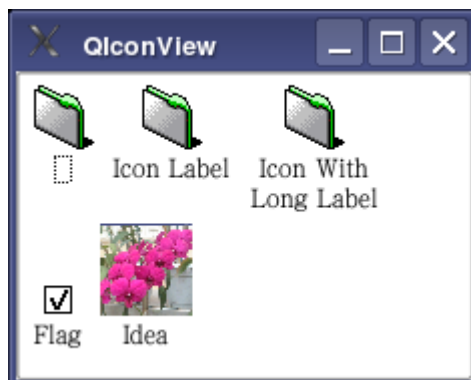 QIconView
Icon Label
Icon With
Long Label
Flag
Idea